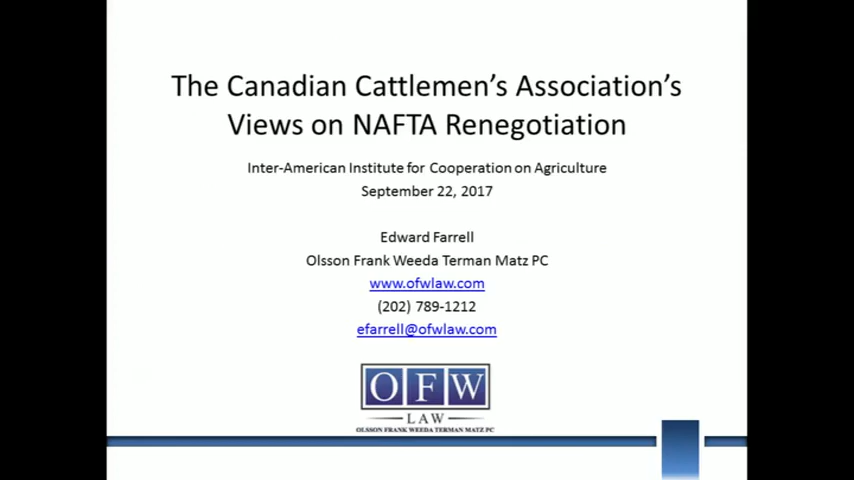 The Canadian Cattlemen's Association's
Views on NAFTA Renegotiation
Inter-American Institute for Cooperation on Agriculture
September 22, 2017
Edward Farrell
Olsson Frank Weeda Terman Matz PC
www.ofwlaw.com
(202) 789-1212
efarrell@ofwlaw.com
OFW
LAW
OLSSON FRANK WEEDA TERMAN MATZ PC